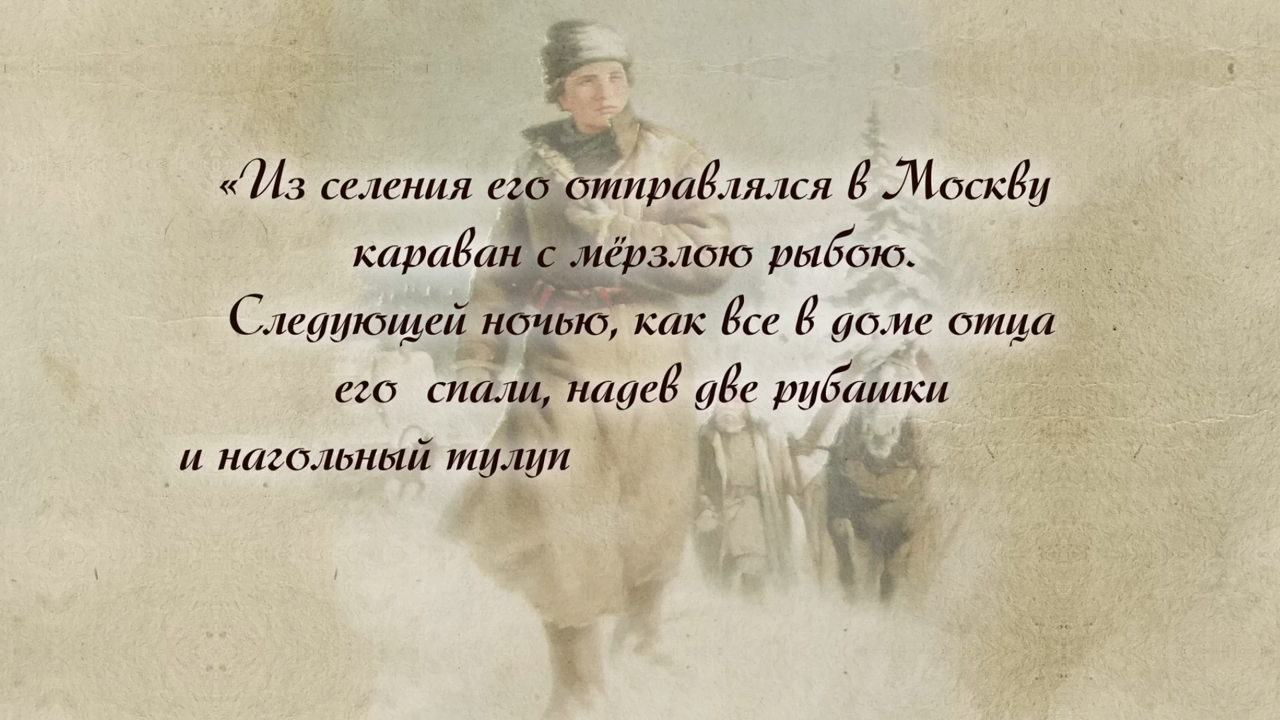 «Из селения его отправлялся в Москву
караван с мёрзлою рыбою.
Следующей ночью, как все в доме отца
его спали, надев две рубашки
и нагольный тулуп